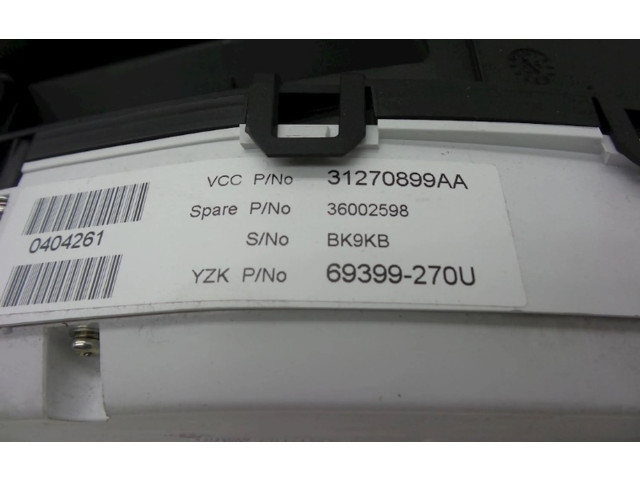 VCC P/No 31270899AA
Spare P/No 36002598
S/No BK9KB
YZK P/No 69399-270U
0404261